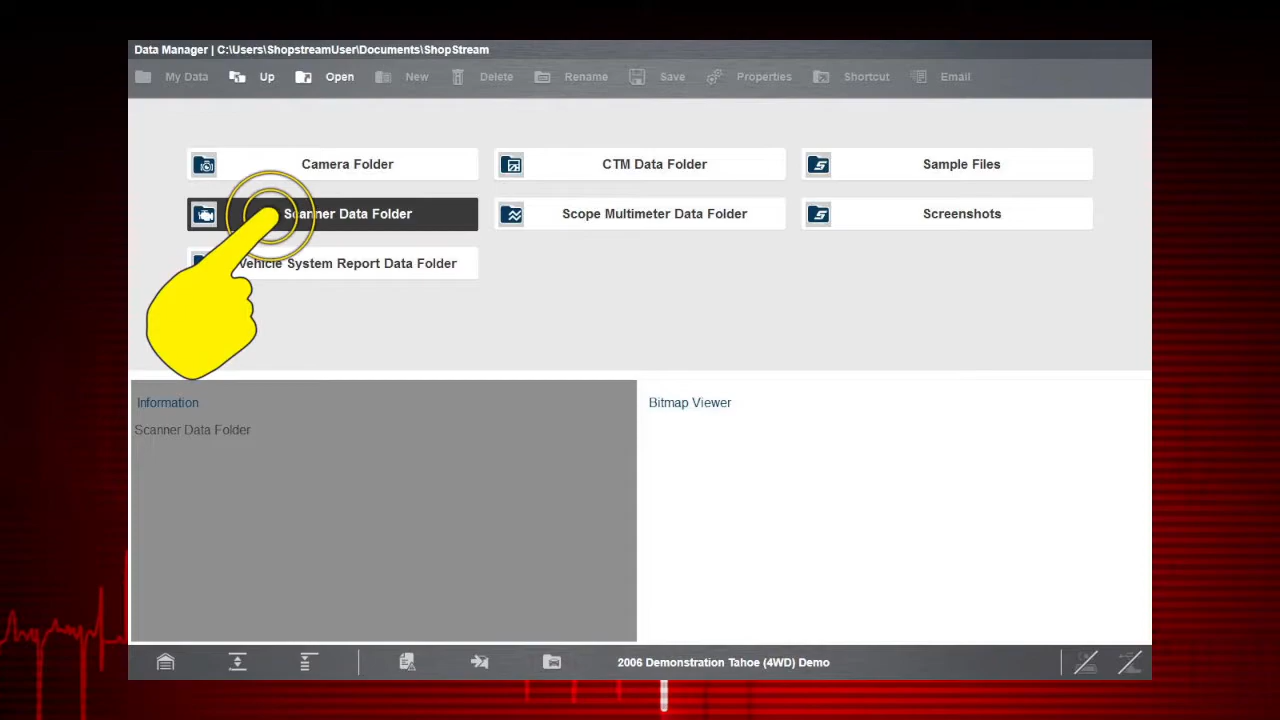 Data Manager | C:\Users\ShopstreamUser\Documents\ShopStream
My Data Up Open New Delete Rename Save Properties Shortcut Email
Camera Folder CTM Data Folder Sample Files
Scanner Data Folder Scope Multimeter Data Folder Screenshots
Vehicle System Report Data Folder
Information Bitmap Viewer
Scanner Data Folder
2006 Demonstration Tahoe (4WD) Demo